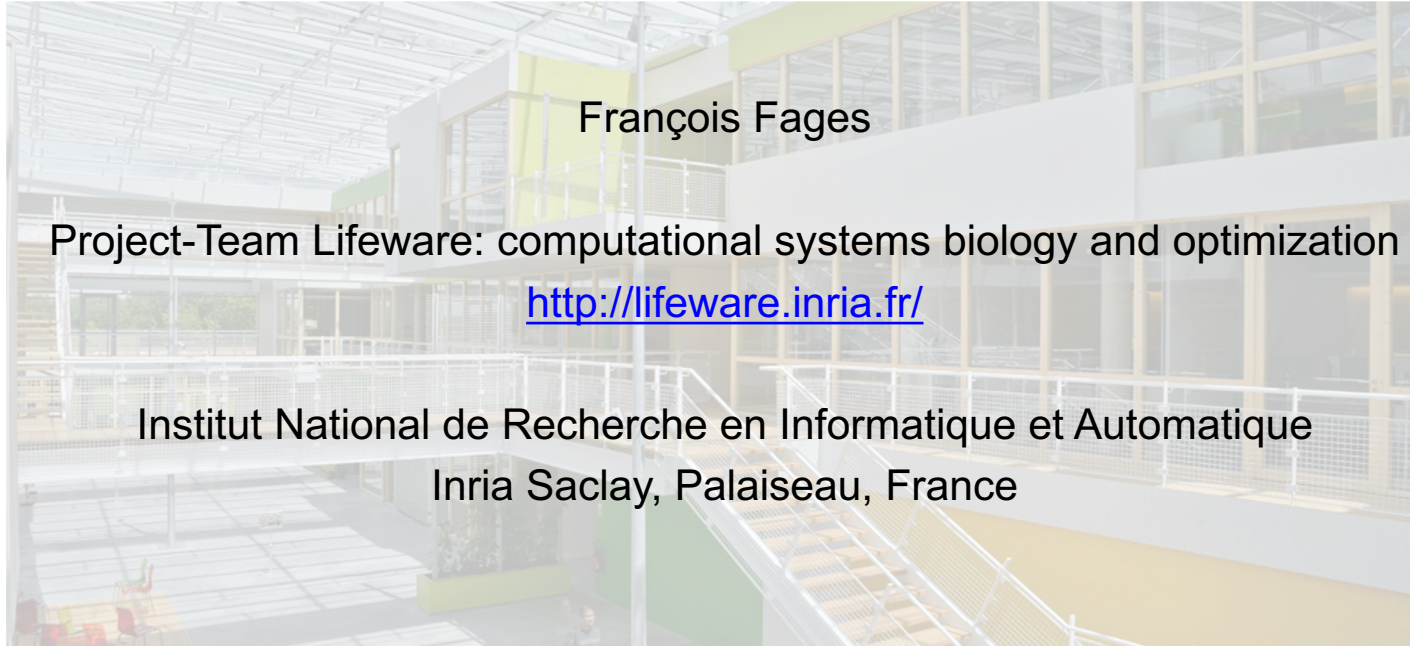 François Fages
Project-Team Lifeware: computational systems biology and optimization
http://lifeware.inria.fr/
Institut National de Recherche en Informatique et Automatique
Inria Saclay, Palaiseau, France